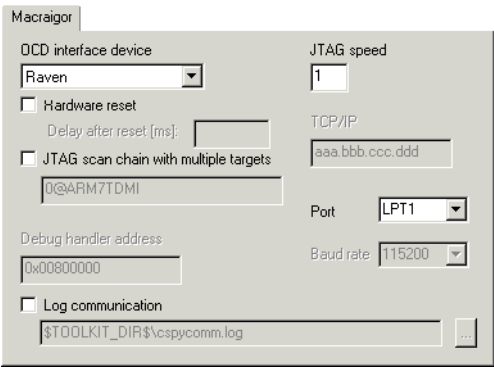 Macraigor
OCD interface device
Raven
JTAG speed
1
Hardware reset
Delay after reset [ms]:
TCP/IP
aaa.bbb.ccc.ddd
JTAG scan chain with multiple targets
0@ARM7TDMI
Port
LPT1
Debug handler address
0x00800000
Baud rate
115200
Log communication
$TOOLKIT_DIR$\cspycomm.log
...